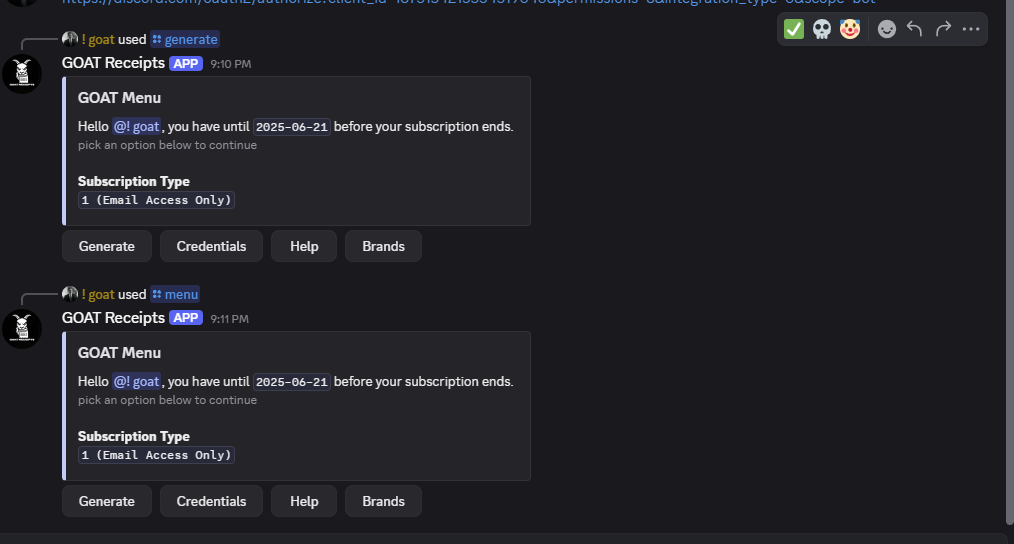 ! goat used generate
GOAT Receipts APP 9:10 PM
GOAT Menu
Hello @! goat, you have until 2025-06-21 before your subscription ends.
pick an option below to continue
Subscription Type
1 (Email Access Only)
Generate Credentials Help Brands
! goat used menu
GOAT Receipts APP 9:11 PM
GOAT Menu
Hello @! goat, you have until 2025-06-21 before your subscription ends.
pick an option below to continue
Subscription Type
1 (Email Access Only)
Generate Credentials Help Brands